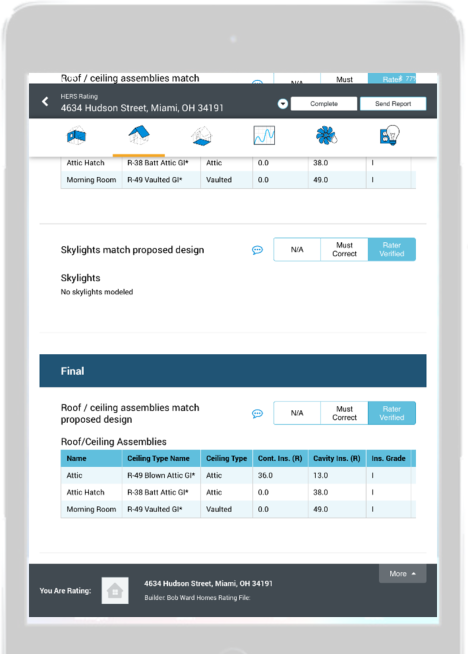 Roof / ceiling assemblies match
N/A
Must
Rater
HERS Rating
4634 Hudson Street, Miami, OH 34191
Complete
Send Report
Attic Hatch R-38 Batt Attic GI* Attic 0.0 38.0 I
Morning Room R-49 Vaulted GI* Vaulted 0.0 49.0 I
Skylights match proposed design
N/A
Must
Correct
Rater
Verified
Skylights
No skylights modeled
Final
Roof / ceiling assemblies match
proposed design
N/A
Must
Correct
Rater
Verified
Roof/Ceiling Assemblies
Name Ceiling Type Name Ceiling Type Cont. Ins. (R) Cavity Ins. (R) Ins. Grade
Attic R-49 Blown Attic GI* Attic 36.0 13.0 I
Attic Hatch R-38 Batt Attic GI* Attic 0.0 38.0 I
Morning Room R-49 Vaulted GI* Vaulted 0.0 49.0 I
More
You Are Rating:
4634 Hudson Street, Miami, OH 34191
Builder: Bob Ward Homes Rating File: